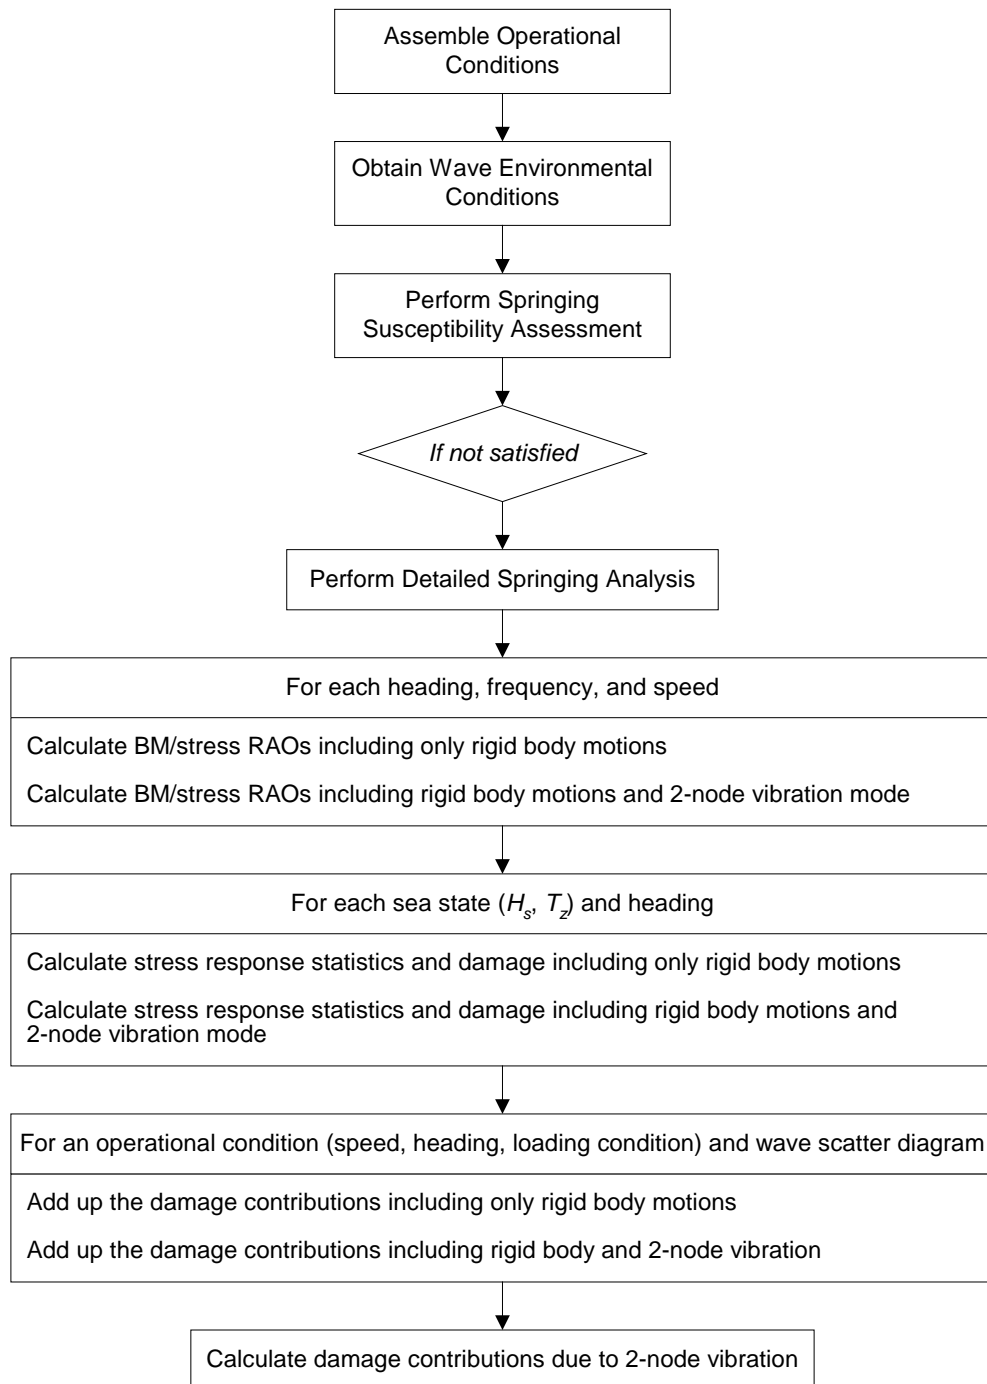 Assemble Operational
Conditions
Obtain Wave Environmental
Conditions
Perform Springing
Susceptibility Assessment
If not satisfied
Perform Detailed Springing Analysis
For each heading, frequency, and speed
Calculate BM/stress RAOs including only rigid body motions
Calculate BM/stress RAOs including rigid body motions and 2-node vibration mode
For each sea state (Hs, Tz) and heading
Calculate stress response statistics and damage including only rigid body motions
Calculate stress response statistics and damage including rigid body motions and
2-node vibration mode
For an operational condition (speed, heading, loading condition) and wave scatter diagram
Add up the damage contributions including only rigid body motions
Add up the damage contributions including rigid body and 2-node vibration
Calculate damage contributions due to 2-node vibration